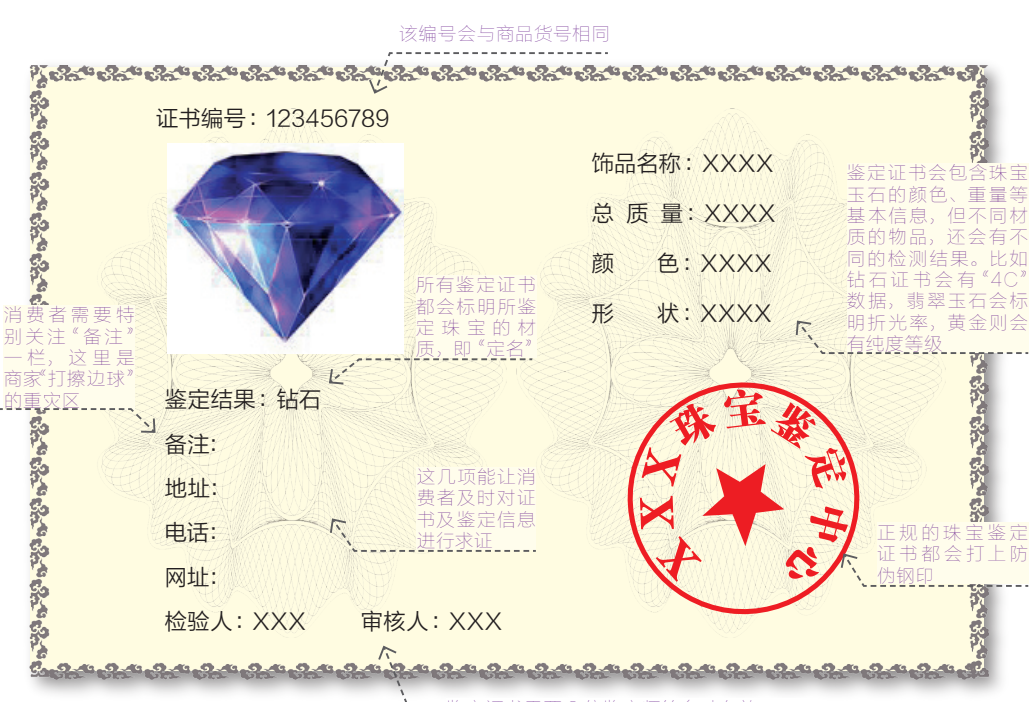 该编号会与商品货号相同
证书编号：123456789
饰品名称：XXXX
总 质 量：XXXX
颜 色：XXXX
形 状：XXXX
鉴定证书会包含珠宝
玉石的颜色、重量等
基本信息，但不同材
质的物品，还会有不
同的检测结果。比如
钻石证书会有“4C”
数据，翡翠玉石会标
明折光率，黄金则会
有纯度等级
所有鉴定证书
都会标明所鉴
定珠宝的材
质，即“定名”
消费者需要特
别关注“备注”
一栏，这里是
商家“打擦边球”
的重灾区
鉴定结果：钻石
备注:
地址:
电话:
网址:
检验人：XXX 审核人：XXX
这几项能让消
费者及时对证
书及鉴定信息
进行求证
XXX珠宝鉴定中心
正规的珠宝鉴定
证书都会打上防
伪钢印